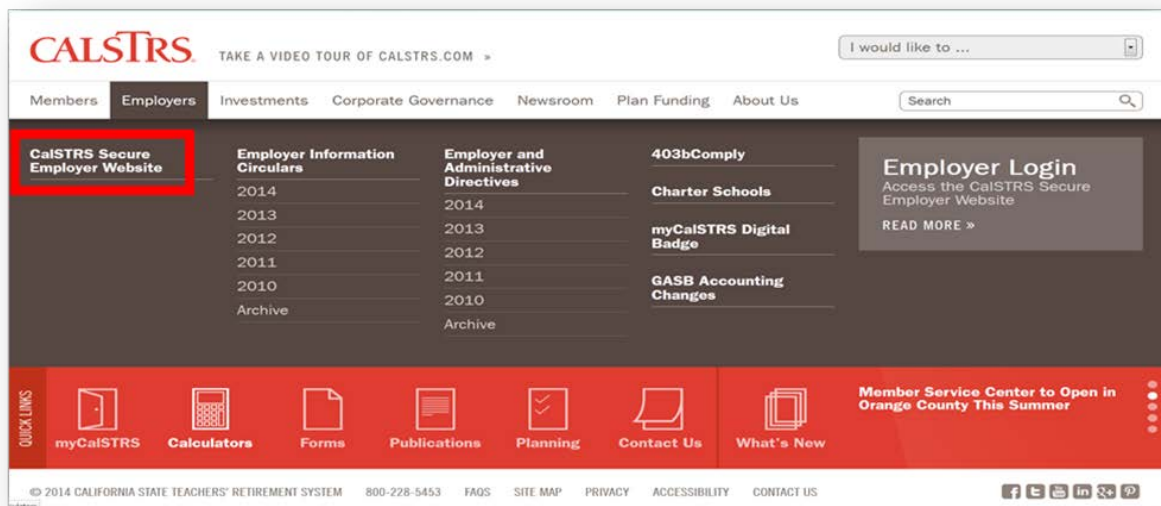 CALSTRS. TAKE A VIDEO TOUR OF CALSTRS.COM »
I would like to ...
Members Employers Investments Corporate Governance Newsroom Plan Funding About Us
Search
CalSTRS Secure
Employer Website
Employer Information
Circulars
2014
2013
2012
2011
2010
Archive
Employer and
Administrative
Directives
2014
2013
2012
2011
2010
Archive
403bComply
Charter Schools
myCalSTRS Digital
Badge
GASB Accounting
Changes
Employer Login
Access the CalSTRS Secure
Employer Website
READ MORE »
QUICK LINKS
myCalSTRS Calculators Forms Publications Planning Contact Us What's New
Member Service Center to Open in
Orange County This Summer
© 2014 CALIFORNIA STATE TEACHERS' RETIREMENT SYSTEM 800-228-5453 FAQS SITE MAP PRIVACY ACCESSIBILITY CONTACT US